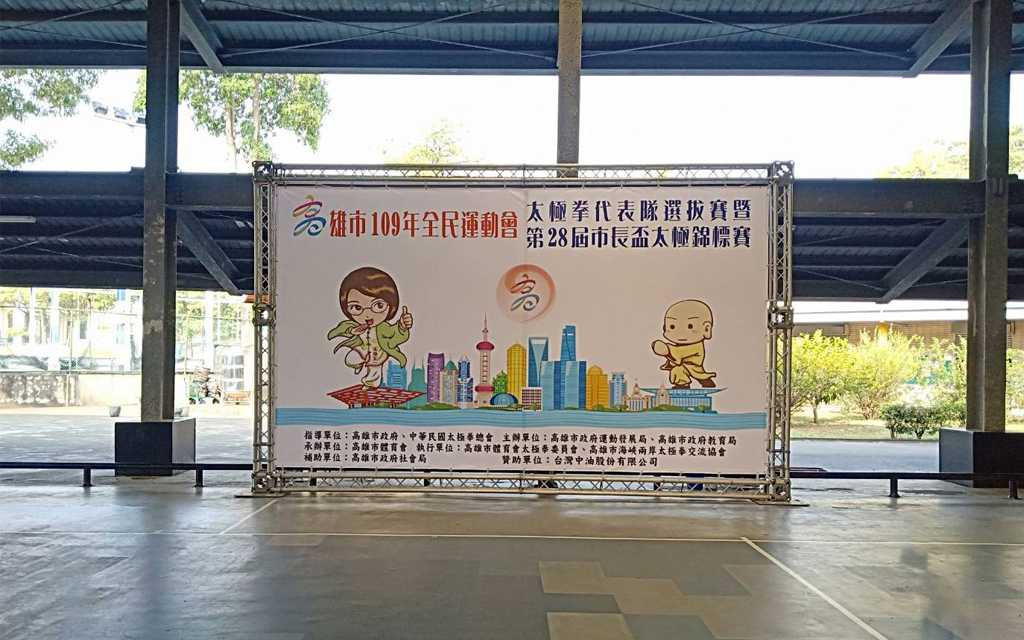 高雄市109年全民運動會
太極拳代表隊選拔賽暨
第28屆市長盃太極錦標賽
高
指導單位：高雄市政府、中華民國太極拳總會 主辦單位：高雄市政府運動發展局、高雄市政府教育局
承辦單位：高雄市體育會 執行單位：高雄市體育會太極拳委員會、高雄市海峽兩岸太極拳交流協會
補助單位：高雄市政府社會局 贊助單位：台灣中油股份有限公司